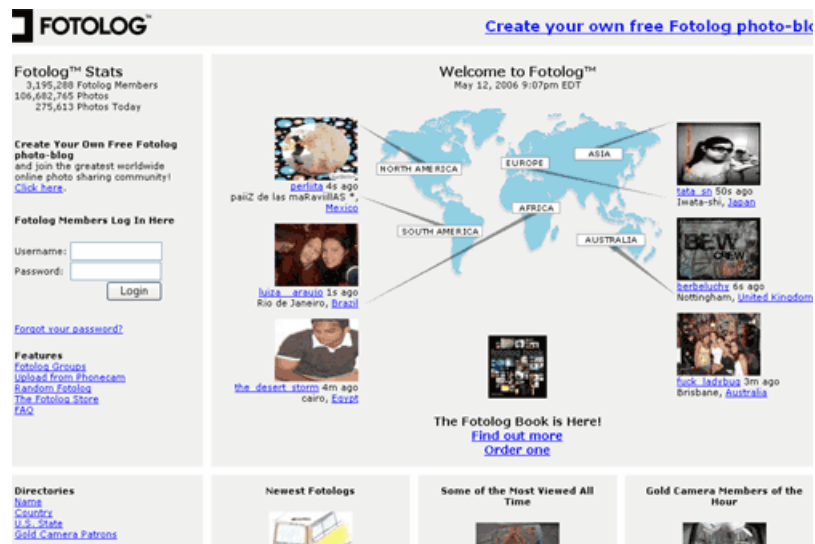 FOTOLOG™
Create your own free Fotolog photo-blo
Fotolog™ Stats
3,195,288 Fotolog Members
106,682,765 Photos
275,613 Photos Today
Create Your Own Free Fotolog
photo-blog
and join the greatest worldwide
online photo sharing community!
Click here.
Fotolog Members Log In Here
Username:
Password:
Login
Forgot your password?
Features
Fotolog Groups
Upload from Phonecam
Random Fotolog
The Fotolog Store
FAQ
Welcome to Fotolog™
May 12, 2006 9:07pm EDT
NORTH AMERICA
EUROPE
ASIA
AFRICA
SOUTH AMERICA
AUSTRALIA
perlita 4s ago
paiiZ de las maRaviillAS *,
Mexico
luiza__araujo 1s ago
Rio de Janeiro, Brazil
the_desert_storm 4m ago
cairo, Egypt
tata_sn 50s ago
Iwata-shi, Japan
BEW
CREW
berbeluchy 6s ago
Nottingham, United Kingdom
fuck_ladybug 3m ago
Brisbane, Australia
The Fotolog Book is Here!
Find out more
Order one
Directories
Name
Country
U.S. State
Gold Camera Patrons
Newest Fotologs
Some of the Most Viewed All
Time
Gold Camera Members of the
Hour